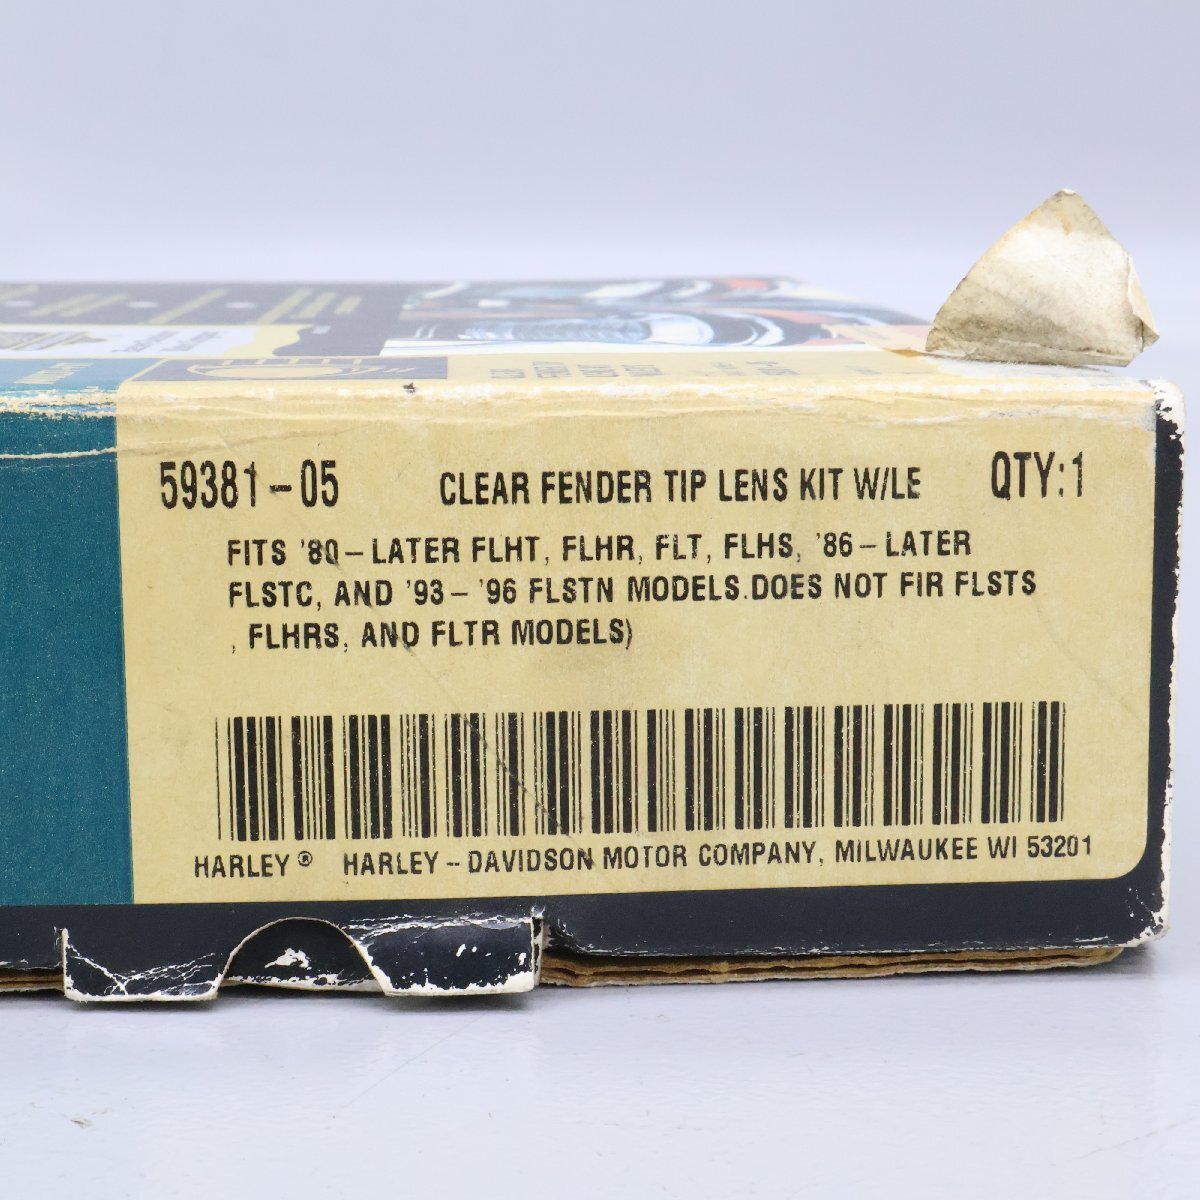 59381-05 CLEAR FENDER TIP LENS KIT W/LE QTY:1
FITS '80-LATER FLHT, FLHR, FLT, FLHS, '86-LATER
FLSTC, AND '93-'96 FLSTN MODELS.DOES NOT FIR FLSTS
, FLHRS, AND FLTR MODELS)
HARLEY® HARLEY-DAVIDSON MOTOR COMPANY, MILWAUKEE WI 53201